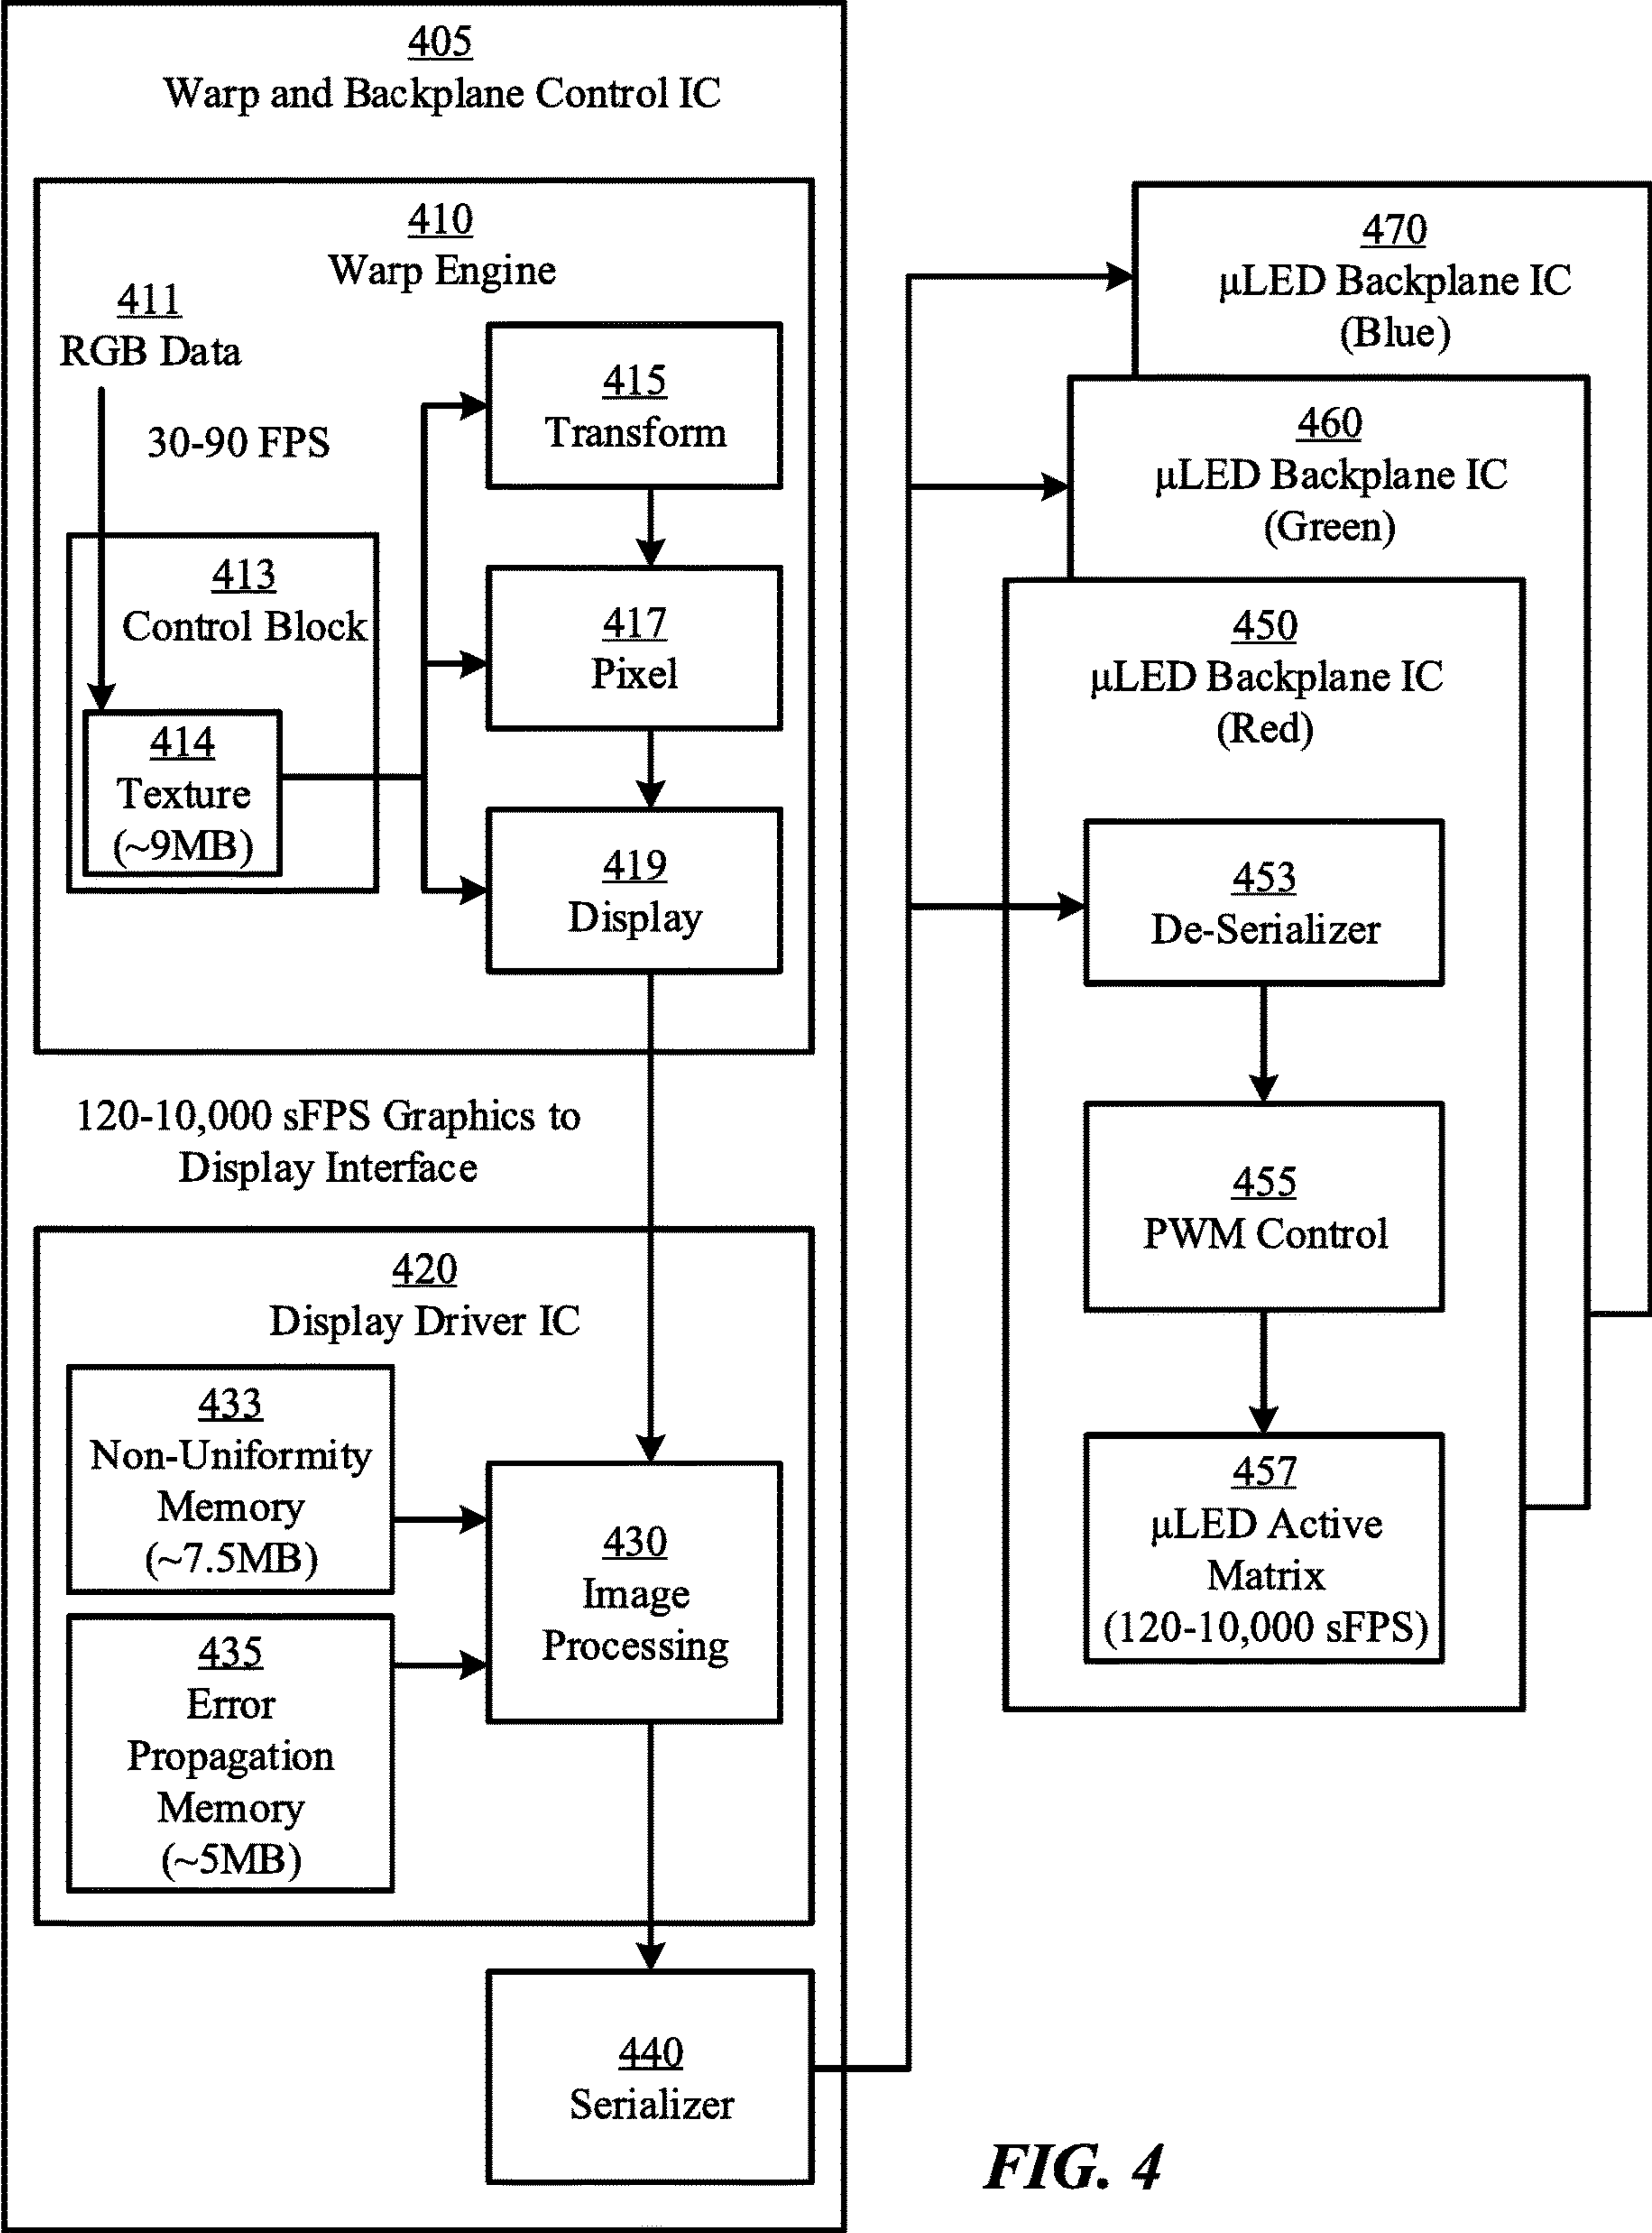 405
Warp and Backplane Control IC
410
Warp Engine
411
RGB Data
30-90 FPS
413
Control Block
414
Texture
(~9MB)
415
Transform
417
Pixel
419
Display
120-10,000 sFPS Graphics to
Display Interface
420
Display Driver IC
433
Non-Uniformity
Memory
(~7.5MB)
435
Error
Propagation
Memory
(~5MB)
430
Image
Processing
440
Serializer
470
μLED Backplane IC
(Blue)
460
μLED Backplane IC
(Green)
450
μLED Backplane IC
(Red)
453
De-Serializer
455
PWM Control
457
μLED Active
Matrix
(120-10,000 sFPS)
FIG. 4